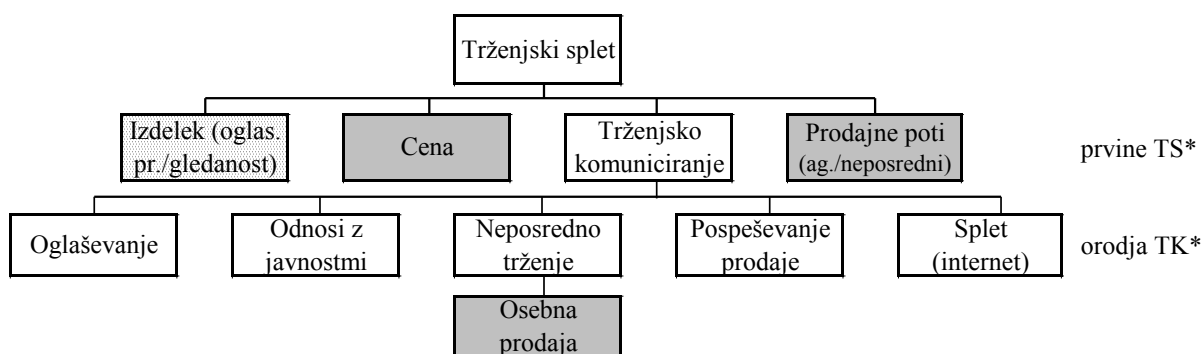 Trženjski splet
Izdelek (oglas.
pr./gledanost)
Cena
Trženjsko
komuniciranje
Prodajne poti
(ag./neposredni)
prvine TS*
Oglaševanje
Odnosi z
javnostmi
Neposredno
trženje
Pospeševanje
prodaje
Splet
(internet)
orodja TK*
Osebna
prodaja